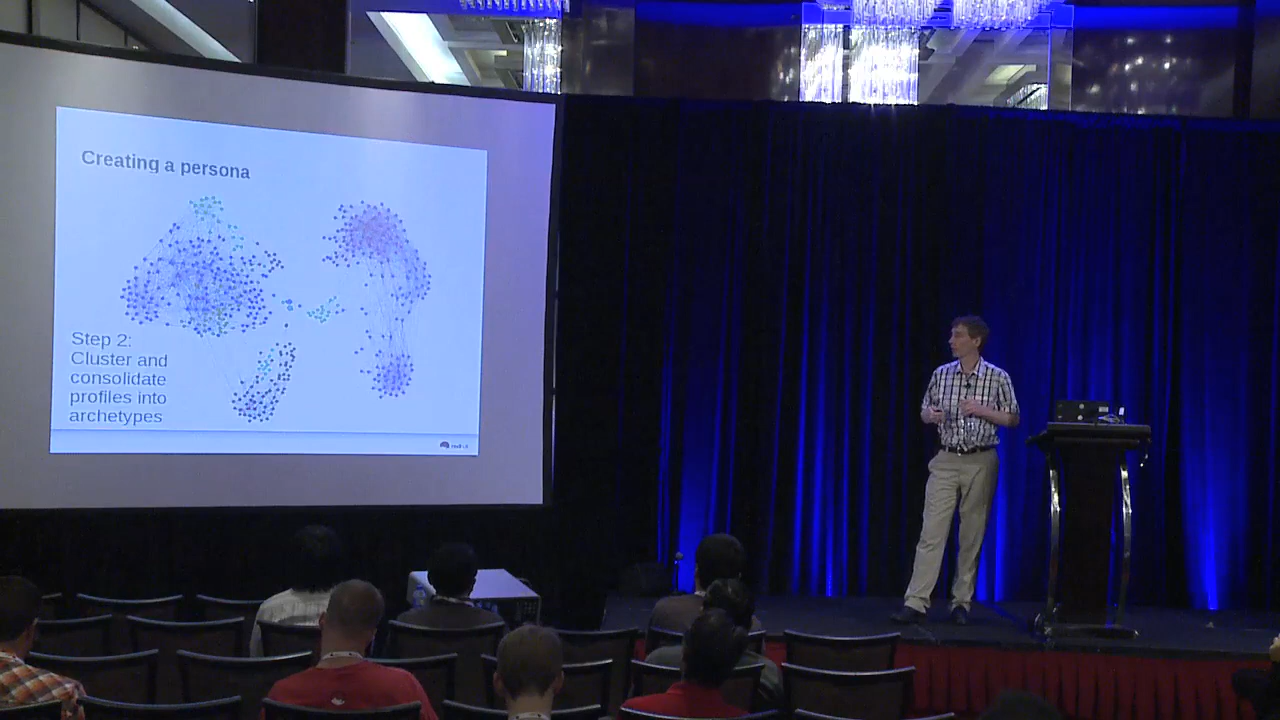 Creating a persona
Step 2:
Cluster and
consolidate
profiles into
archetypes